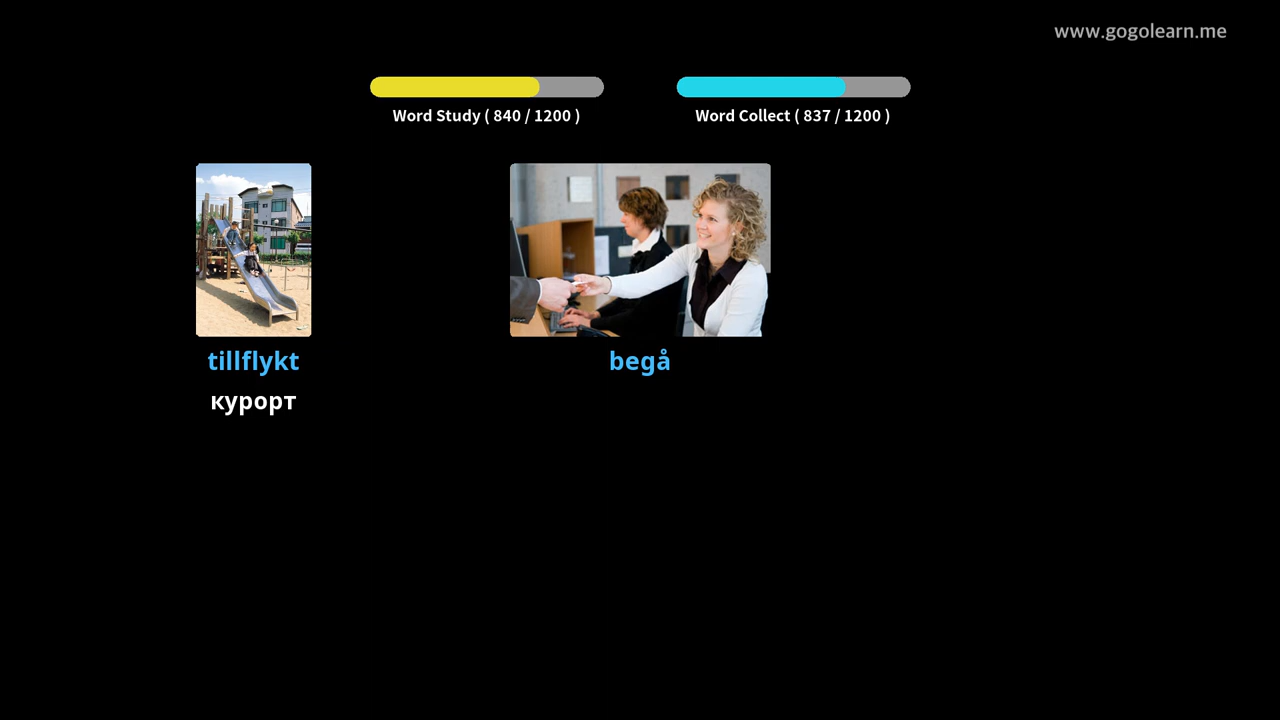 www.gogolearn.me
Word Study ( 840 / 1200 )
Word Collect ( 837 / 1200 )
tillflykt
begå
курорт